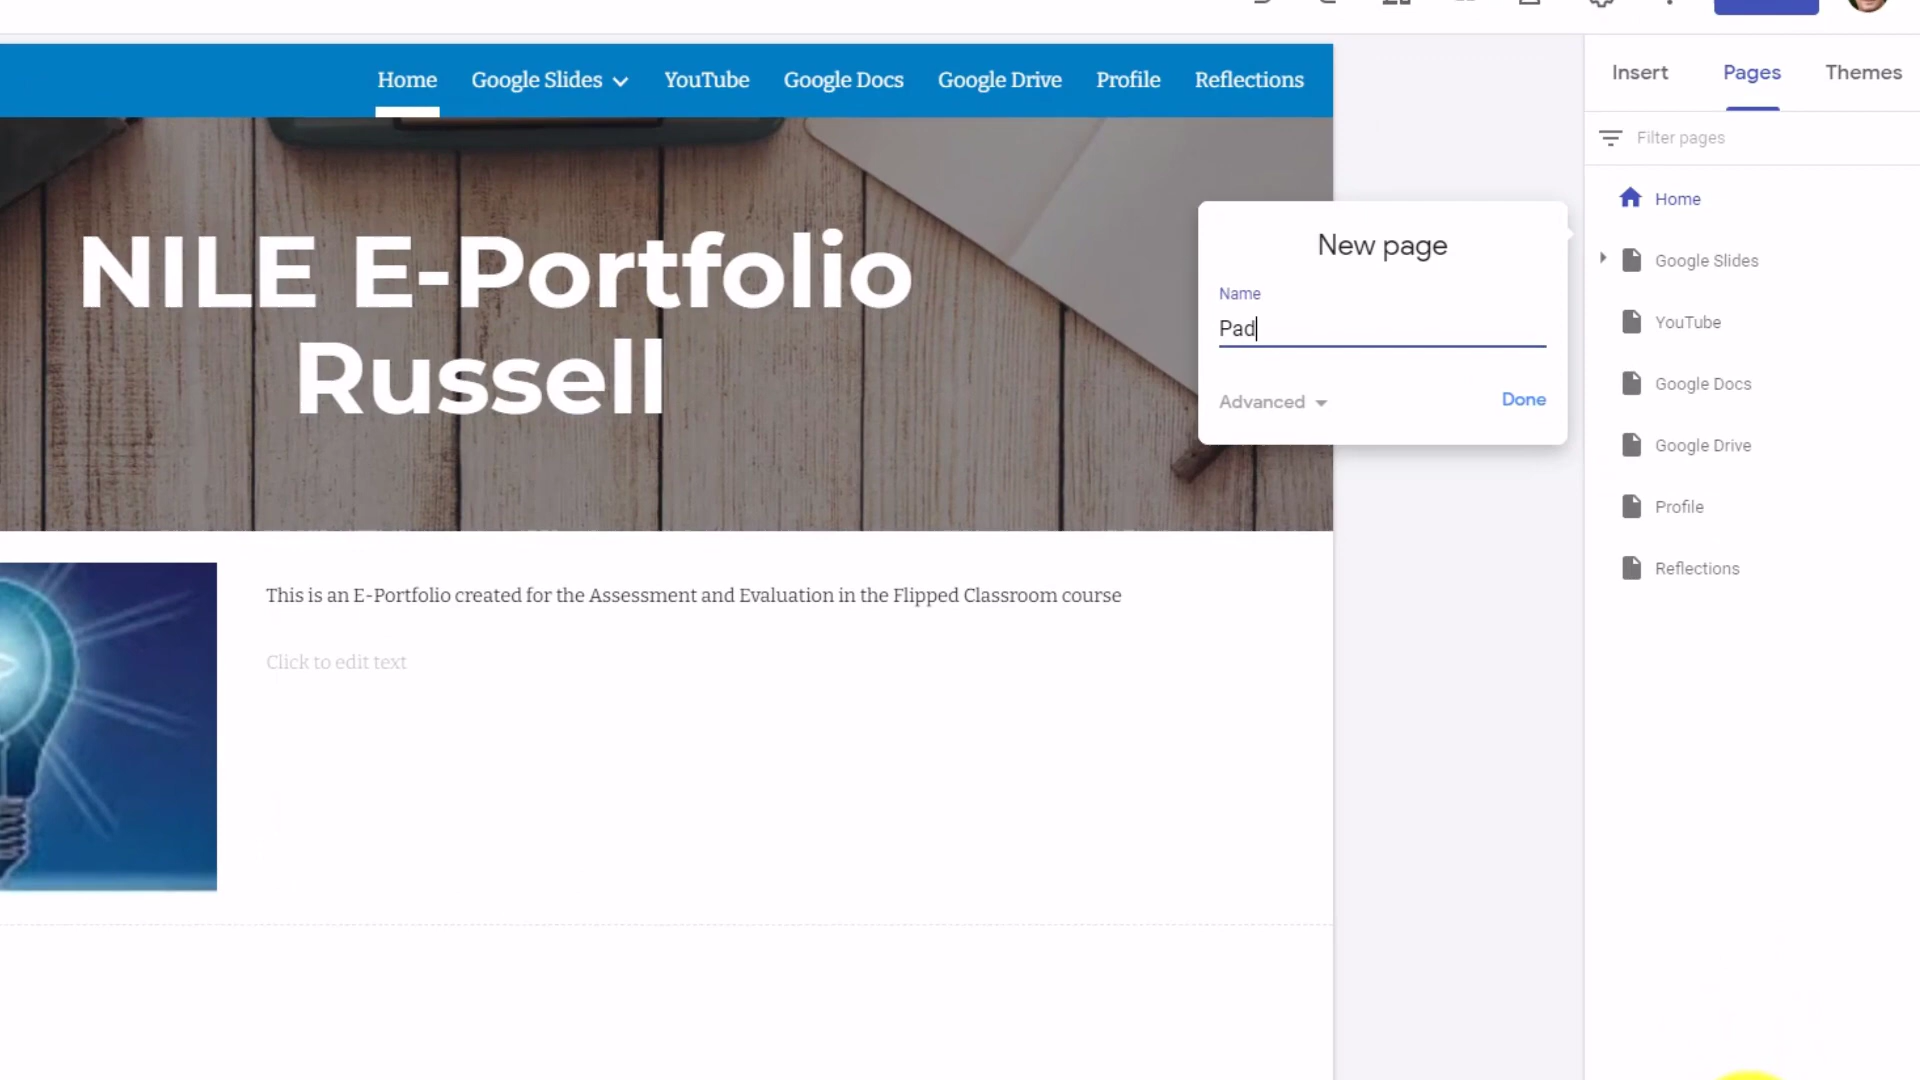 Home Google Slides YouTube Google Docs Google Drive Profile Reflections
Insert Pages Themes
Filter pages
NILE E-Portfolio
Russell
New page
Name
Pad
Advanced
Done
Home
Google Slides
YouTube
Google Docs
Google Drive
Profile
Reflections
This is an E-Portfolio created for the Assessment and Evaluation in the Flipped Classroom course
Click to edit text